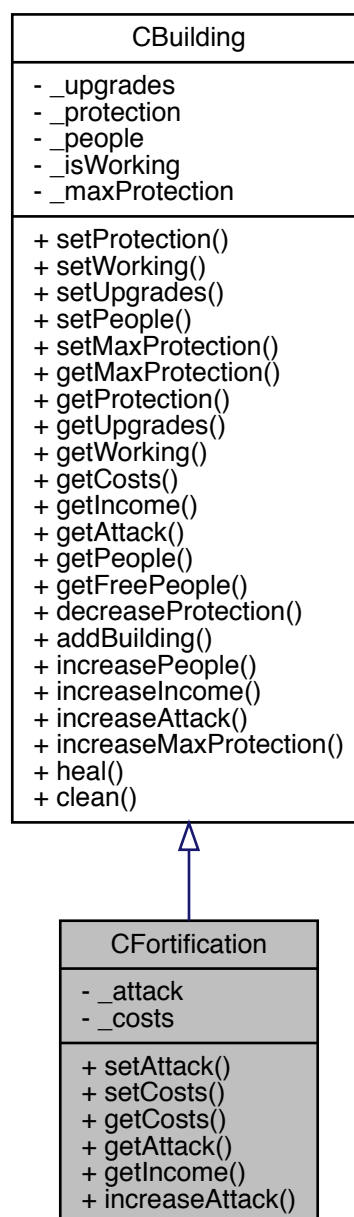 CBuilding
- _upgrades
- _protection
- _people
- _isWorking
- _maxProtection
+ setProtection()
+ setWorking()
+ setUpgrades()
+ setPeople()
+ setMaxProtection()
+ getMaxProtection()
+ getProtection()
+ getUpgrades()
+ getWorking()
+ getCosts()
+ getIncome()
+ getAttack()
+ getPeople()
+ getFreePeople()
+ decreaseProtection()
+ addBuilding()
+ increasePeople()
+ increaseIncome()
+ increaseAttack()
+ increaseMaxProtection()
+ heal()
+ clean()
CFortification
- _attack
- _costs
+ setAttack()
+ setCosts()
+ getCosts()
+ getAttack()
+ getIncome()
+ increaseAttack()